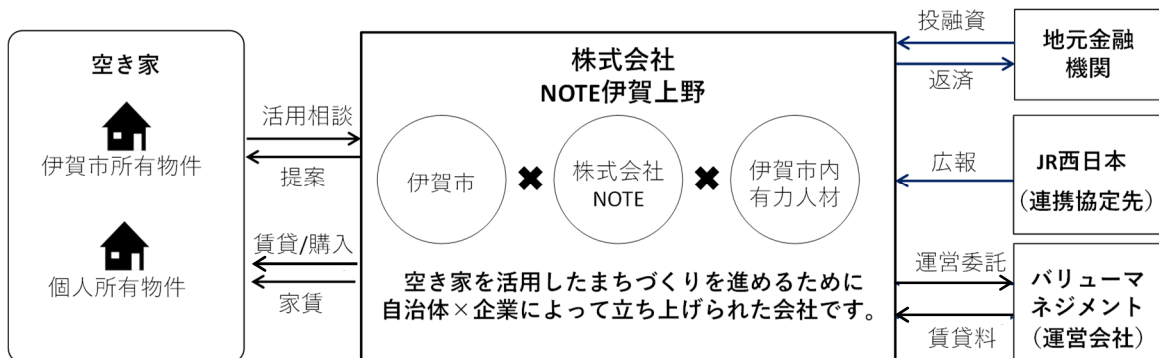 空き家
伊賀市所有物件
個人所有物件
活用相談
提案
賃貸/購入
家賃
株式会社
NOTE伊賀上野
伊賀市
株式会社
NOTE
伊賀市内
有力人材
空き家を活用したまちづくりを進めるために
自治体×企業によって立ち上げられた会社です。
投融資
返済
広報
運営委託
賃貸料
地元金融
機関
JR西日本
（連携協定先）
バリューマ
ネジメント
（運営会社）